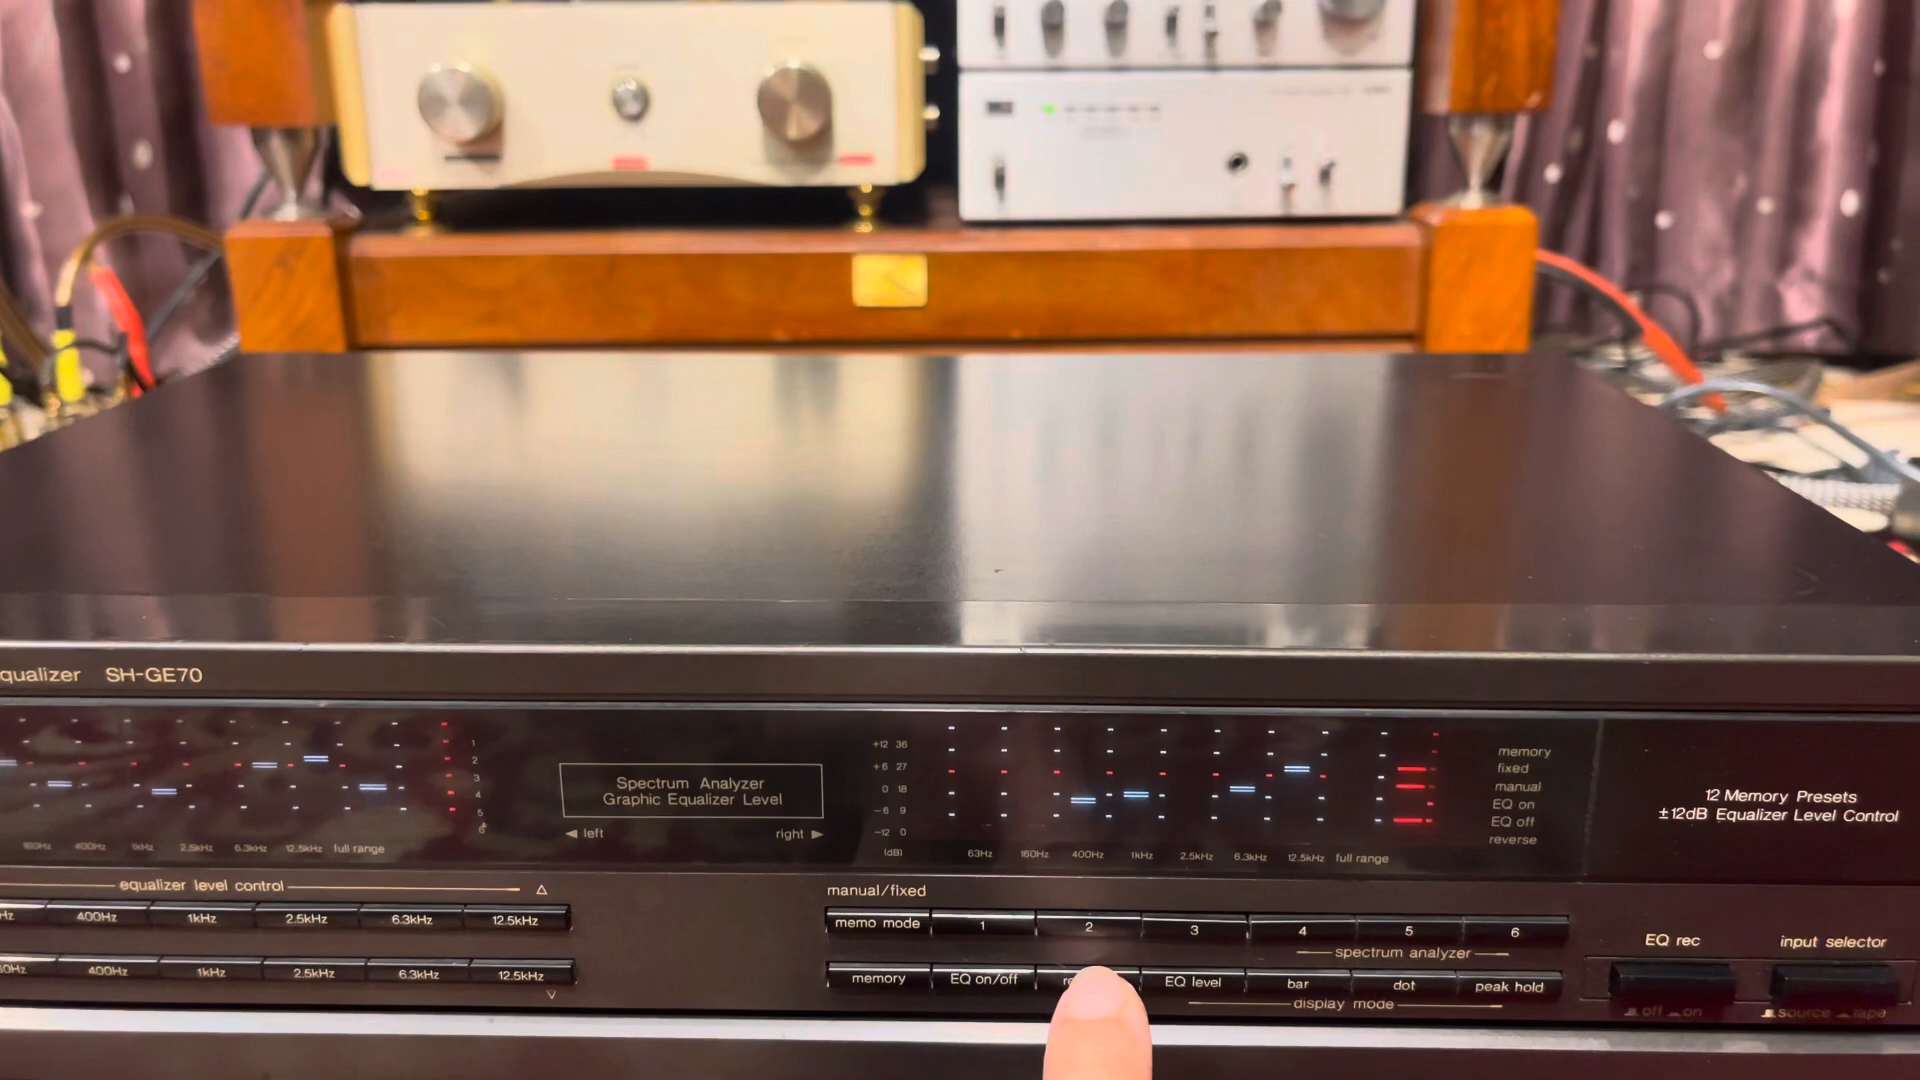 qualizer SH-GE70
1
2
3
4
5
6
160Hz 400Hz 1kHz 2.5kHz 6.3kHz 12.5kHz full range
Spectrum Analyzer
Graphic Equalizer Level
◀ left right ▶
+12 36
+6 27
0 18
−6 9
−12 0
(dB) 63Hz 160Hz 400Hz 1kHz 2.5kHz 6.3kHz 12.5kHz full range
memory
fixed
manual
EQ on
EQ off
reverse
12 Memory Presets
±12dB Equalizer Level Control
equalizer level control △
Hz 400Hz 1kHz 2.5kHz 6.3kHz 12.5kHz
0Hz 400Hz 1kHz 2.5kHz 6.3kHz 12.5kHz
▽
manual/fixed
memo mode 1 2 3 4 5 6
spectrum analyzer
memory EQ on/off re EQ level bar dot peak hold
display mode
EQ rec input selector
off on source tape